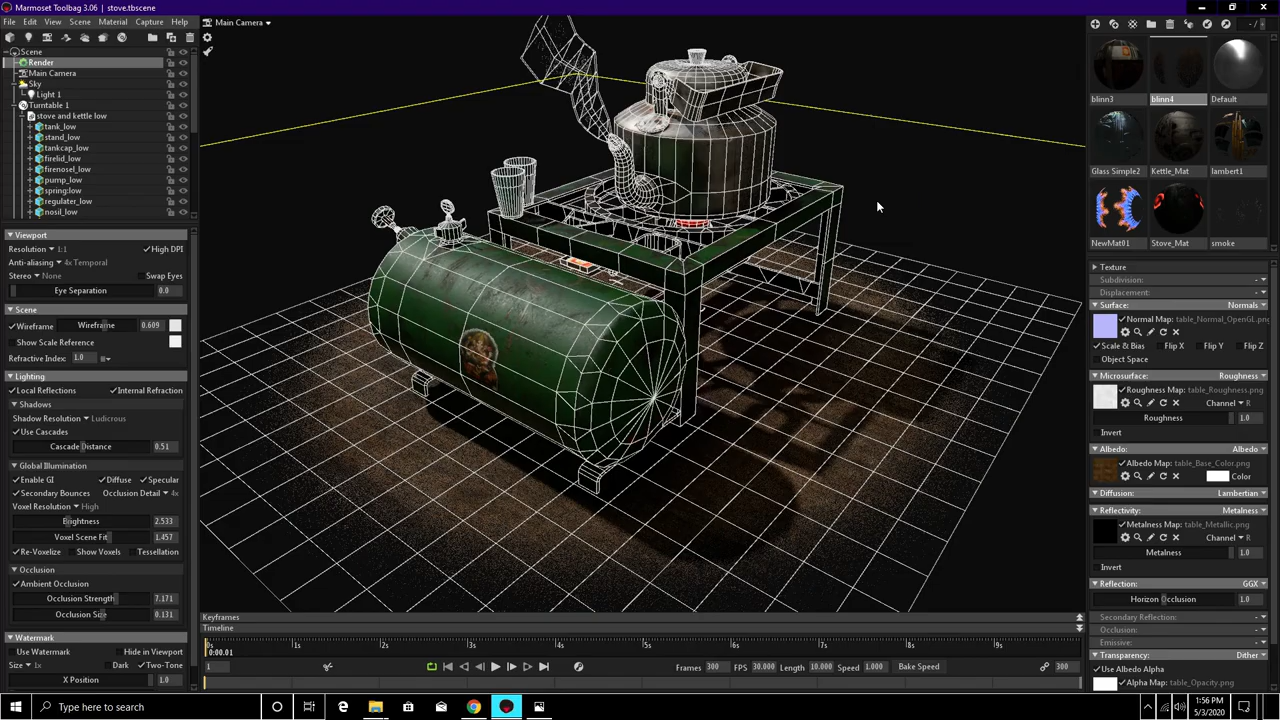 Marmoset Toolbag 3.06 | stove.tbscene
File Edit View Scene Material Capture Help
Main Camera
Scene
Render
Main Camera
Sky
Light 1
Turntable 1
stove and kettle low
tank_low
stand_low
tankcap_low
firelid_low
firenosel_low
pump_low
spring:low
regulater_low
nosil_low
Viewport
Resolution 1:1 High DPI
Anti-aliasing 4x Temporal
Stereo None Swap Eyes
Eye Separation 0.0
Scene
Wireframe Wireframe 0.609
Show Scale Reference
Refractive Index: 1.0
Lighting
Local Reflections Internal Refraction
Shadows
Shadow Resolution Ludicrous
Use Cascades
Cascade Distance 0.51
Global Illumination
Enable GI Diffuse Specular
Secondary Bounces Occlusion Detail 4x
Voxel Resolution High
Brightness 2.533
Voxel Scene Fit 1.457
Re-Voxelize Show Voxels Tessellation
Occlusion
Ambient Occlusion
Occlusion Strength 7.171
Occlusion Size 0.131
Watermark
Use Watermark Hide in Viewport
Size 1x Dark Two-Tone
X Position 1.0
Keyframes
Timeline
0s 1s 2s 3s 4s 5s 6s 7s 8s 9s
0:00.01
1 Frames 300 FPS 30.000 Length 10.000 Speed 1.000 Bake Speed 300
blinn3 blinn4 Default
Glass Simple2 Kettle_Mat lambert1
NewMat01 Stove_Mat smoke
Texture
Subdivision:
Displacement:
Surface: Normals
Normal Map: table_Normal_OpenGL.png
Scale & Bias Flip X Flip Y Flip Z
Object Space
Microsurface: Roughness
Roughness Map: table_Roughness.png
Channel R
Roughness 1.0
Invert
Albedo: Albedo
Albedo Map: table_Base_Color.png
Color
Diffusion: Lambertian
Reflectivity: Metalness
Metalness Map: table_Metallic.png
Channel R
Metalness 1.0
Invert
Reflection: GGX
Horizon Occlusion 1.0
Secondary Reflection:
Occlusion:
Emissive:
Transparency: Dither
Use Albedo Alpha
Alpha Map: table_Opacity.png
Type here to search
1:56 PM
5/3/2020